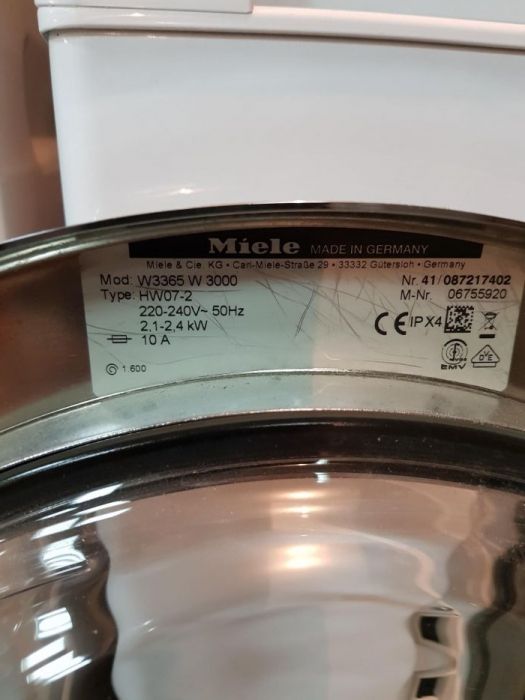 Miele MADE IN GERMANY
Miele & Cie. KG • Carl-Miele-Straße 29 • 33332 Gütersloh • Germany
Mod: W3365 W 3000 Nr. 41/087217402
Type: HW07-2 M-Nr. 06755920
220-240V~ 50Hz
2,1-2,4 kW CE IPX4
10 A
EMV DVE
1 600